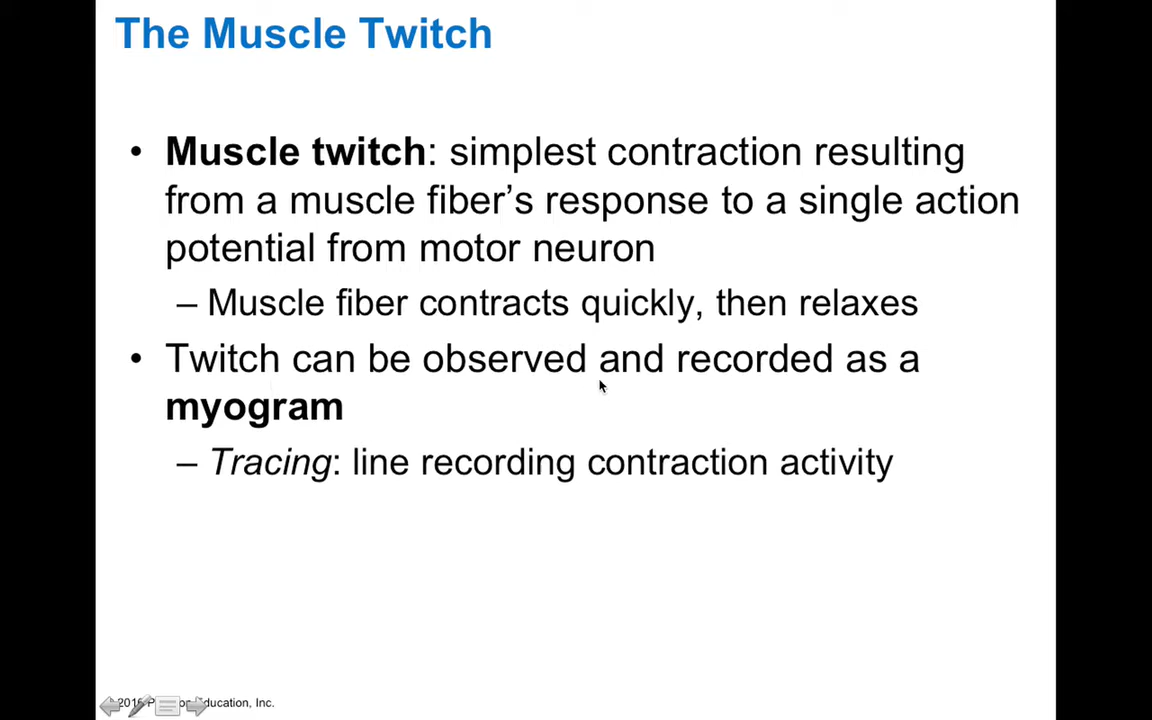 The Muscle Twitch
• Muscle twitch: simplest contraction resulting
from a muscle fiber’s response to a single action
potential from motor neuron
– Muscle fiber contracts quickly, then relaxes
• Twitch can be observed and recorded as a
myogram
– Tracing: line recording contraction activity
Education, Inc.